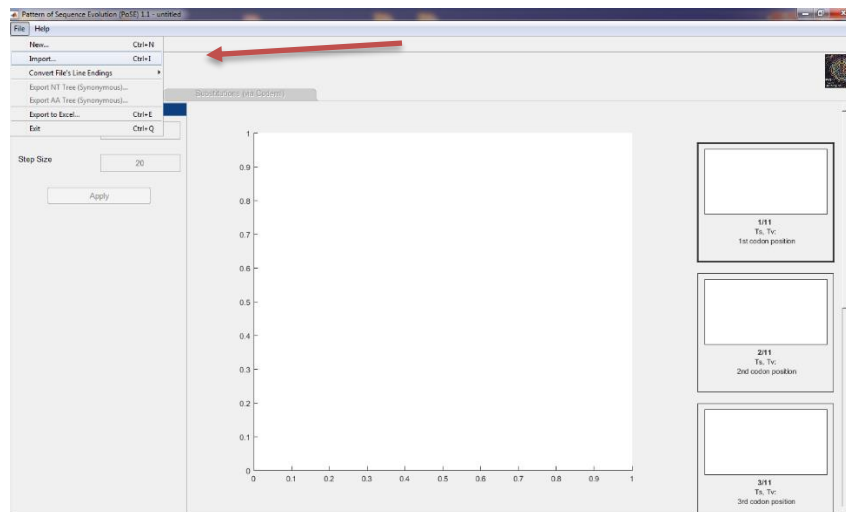 Pattern of Sequence Evolution (PoSE) 1.1 - untitled
File Help
New... Ctrl+N
Import... Ctrl+I
Convert File's Line Endings
Export NT Tree (Synonymous)...
Export AA Tree (Synonymous)...
Export to Excel... Ctrl+E
Exit Ctrl+Q
Substitutions (via Codeml)
Step Size 20
Apply
1
0.9
0.8
0.7
0.6
0.5
0.4
0.3
0.2
0.1
0
0 0.1 0.2 0.3 0.4 0.5 0.6 0.7 0.8 0.9 1
1/11
Ts, Tv:
1st codon position
2/11
Ts, Tv:
2nd codon position
3/11
Ts, Tv:
3rd codon position